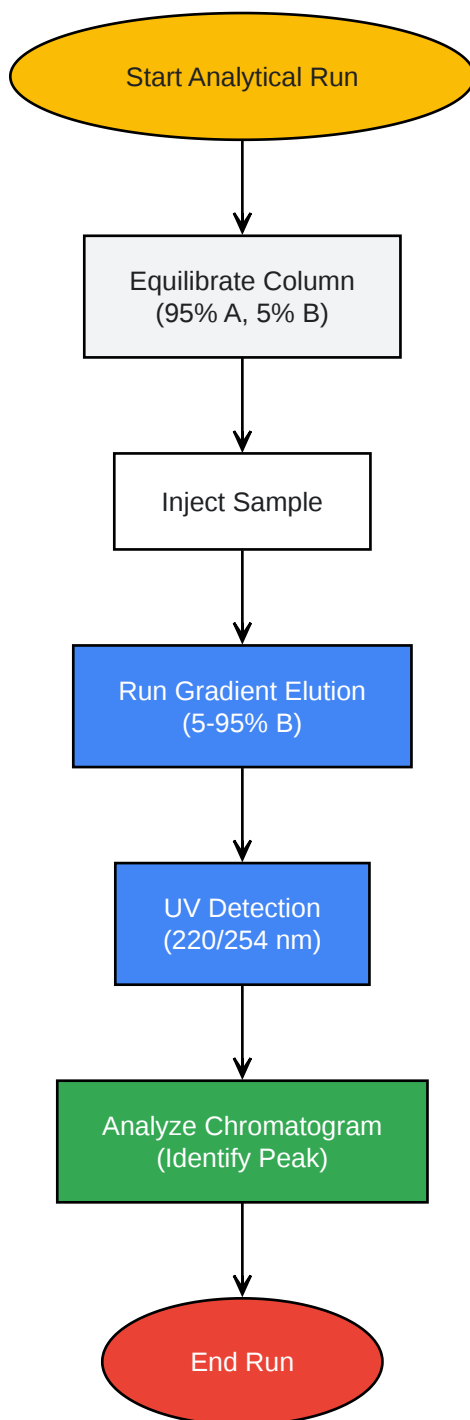 Start Analytical Run
Equilibrate Column
(95% A, 5% B)
Inject Sample
Run Gradient Elution
(5-95% B)
UV Detection
(220/254 nm)
Analyze Chromatogram
(Identify Peak)
End Run